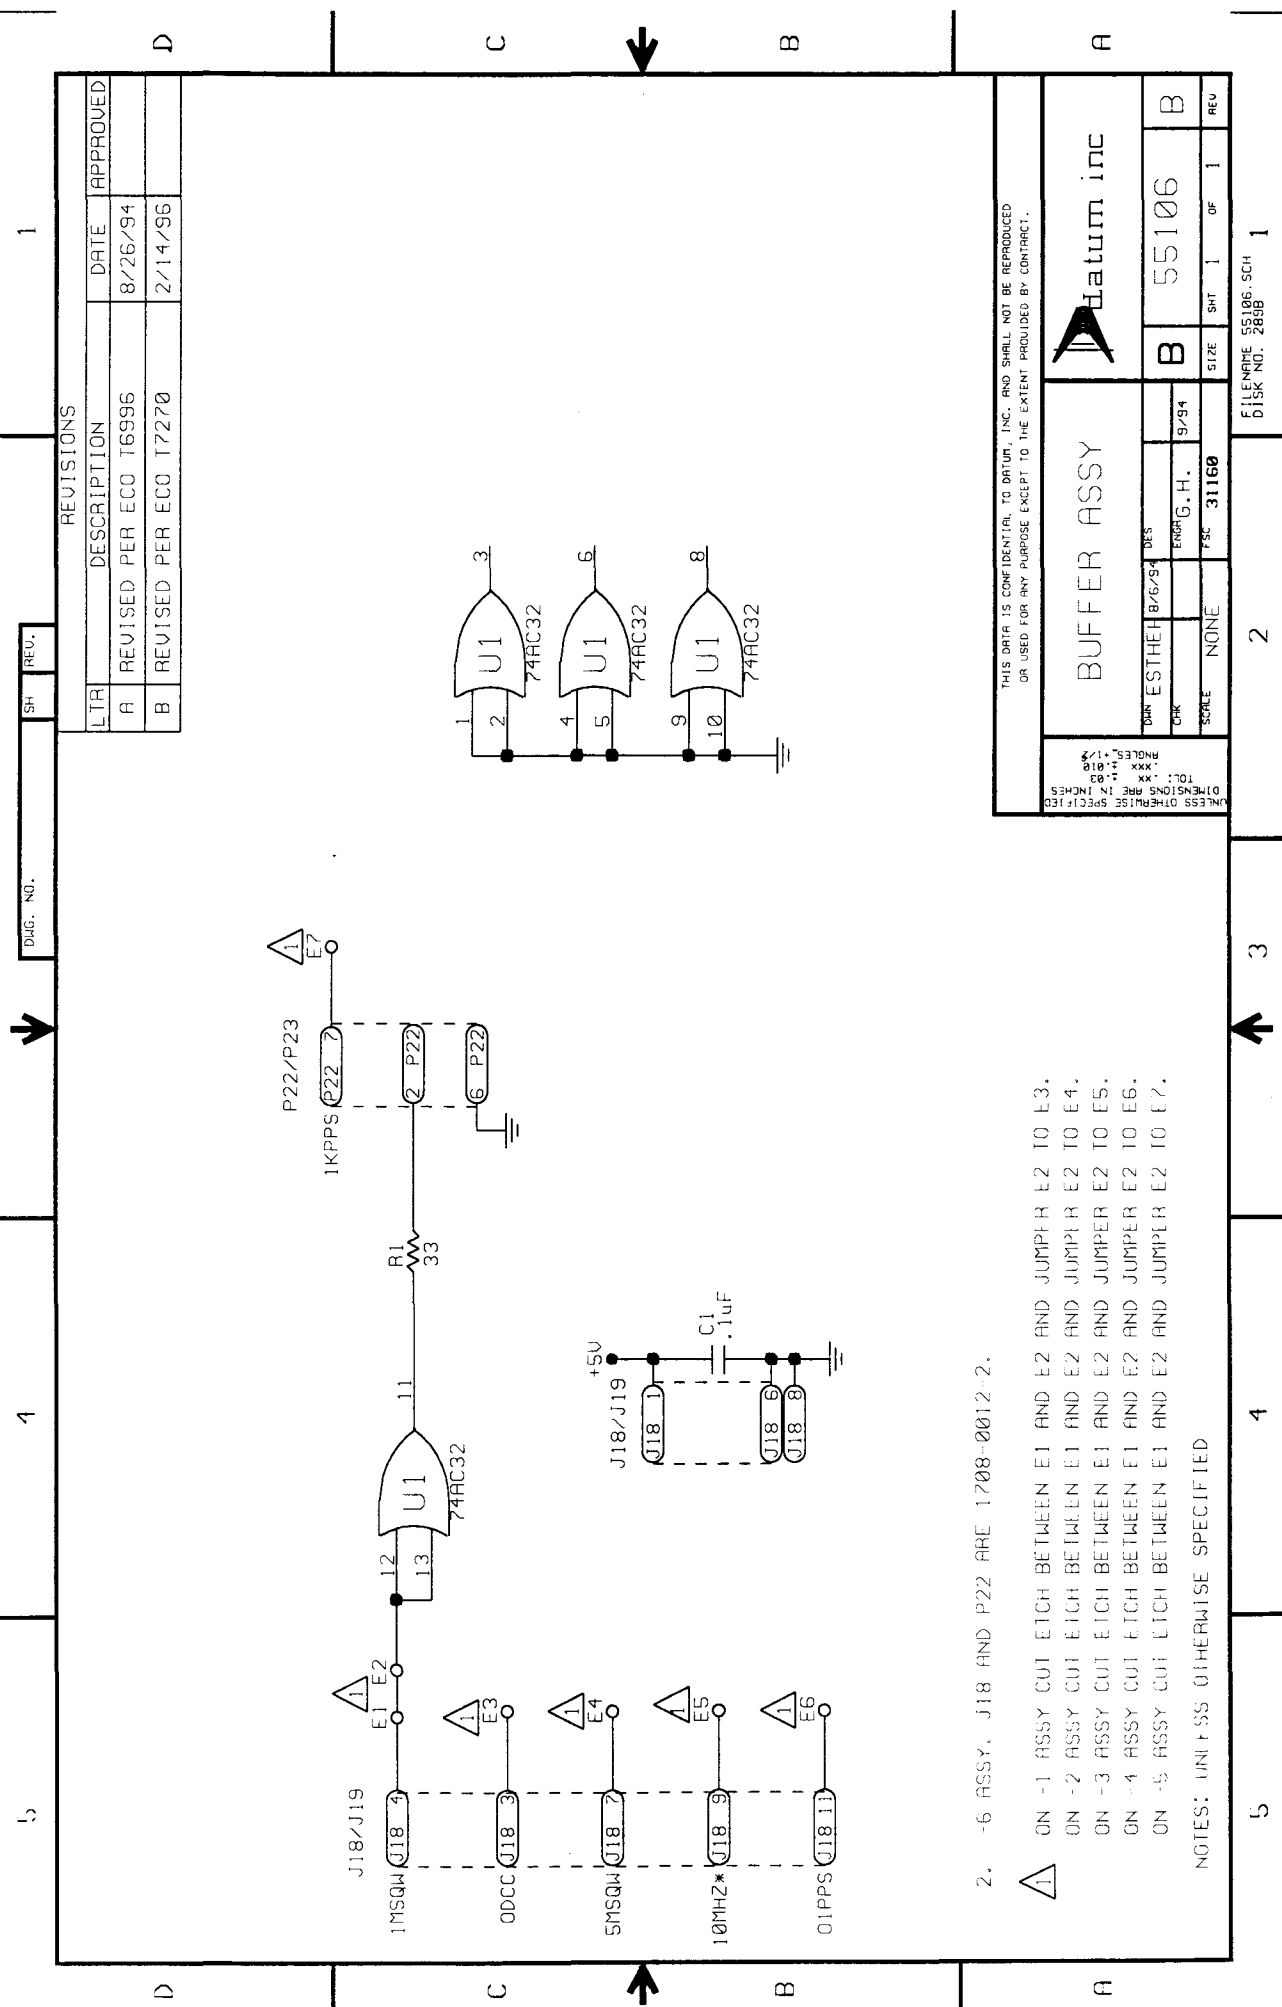 DWG. NO.
SH
REV.
REVISIONS
LTR DESCRIPTION DATE APPROVED
A REVISED PER ECO T6996 8/26/94
B REVISED PER ECO T7270 2/14/96
5 4 3 2 1
D
C
B
A
J18/J19
1MSQW J18 4
E1 E2
1
ODCC J18 3
E3
1
5MSQW J18 7
E4
1
10MHZ* J18 9
E5
1
01PPS J18 11
E6
1
12
13
U1
74AC32
11
R1
33
P22/P23
1KPPS P22 7
E7
1
2 P22
6 P22
J18/J19
+5V
J18 1
C1
.1uF
J18 6
J18 8
1
2
U1
3
74AC32
4
5
U1
6
74AC32
9
10
U1
8
74AC32
2. -6 ASSY. J18 AND P22 ARE 1708-0012-2.
1
ON -1 ASSY CUT ETCH BETWEEN E1 AND E2 AND JUMPER E2 TO E3.
ON -2 ASSY CUT ETCH BETWEEN E1 AND E2 AND JUMPER E2 TO E4.
ON -3 ASSY CUT ETCH BETWEEN E1 AND E2 AND JUMPER E2 TO E5.
ON -4 ASSY CUT ETCH BETWEEN E1 AND E2 AND JUMPER E2 TO E6.
ON -5 ASSY CUT ETCH BETWEEN E1 AND E2 AND JUMPER E2 TO E7.
NOTES: UNLESS OTHERWISE SPECIFIED
THIS DATA IS CONFIDENTIAL TO DATUM, INC. AND SHALL NOT BE REPRODUCED
OR USED FOR ANY PURPOSE EXCEPT TO THE EXTENT PROVIDED BY CONTRACT.
UNLESS OTHERWISE SPECIFIED
DIMENSIONS ARE IN INCHES
TOL: .XX ±.03
.XXX ±.010
ANGLES ±1/2
BUFFER ASSY
datum inc
DWN ESTHER 8/6/94
DES
CHK
ENGR G.H. 9/94
SCALE NONE
FSC 31160
B
SIZE
55106
SHT 1 OF 1
B
REV
FILENAME 55106.SCH
DISK NO. 289B
5 4 3 2 1
D
C
B
A